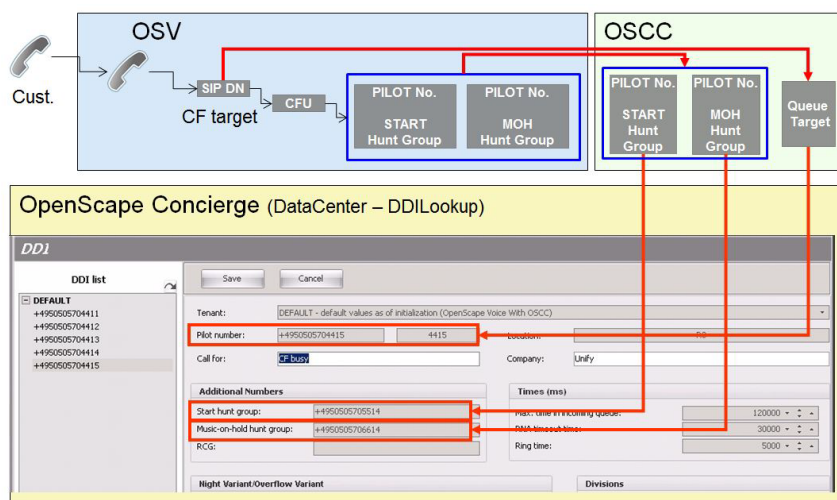 OSV
OSCC
Cust.
SIP DN
CF target
CFU
PILOT No.
START
Hunt Group
PILOT No.
MOH
Hunt Group
PILOT No.
START
Hunt
Group
PILOT No.
MOH
Hunt
Group
Queue
Target
OpenScape Concierge (DataCenter – DDILookup)
DDI
DDI list
DEFAULT
+4950505704411
+4950505704412
+4950505704413
+4950505704414
+4950505704415
Save
Cancel
Tenant:
DEFAULT - default values as of initialization (OpenScape Voice With OSCC)
Pilot number:
+4950505704415
4415
Location:
Call for:
CF busy
Company:
Unify
Additional Numbers
Times (ms)
Start hunt group:
+4950505705514
Max. time in incoming queue:
120000
Music-on-hold hunt group:
+4950505706614
RNA timeout time:
30000
RCG:
Ring time:
5000
Night Variant/Overflow Variant
Divisions